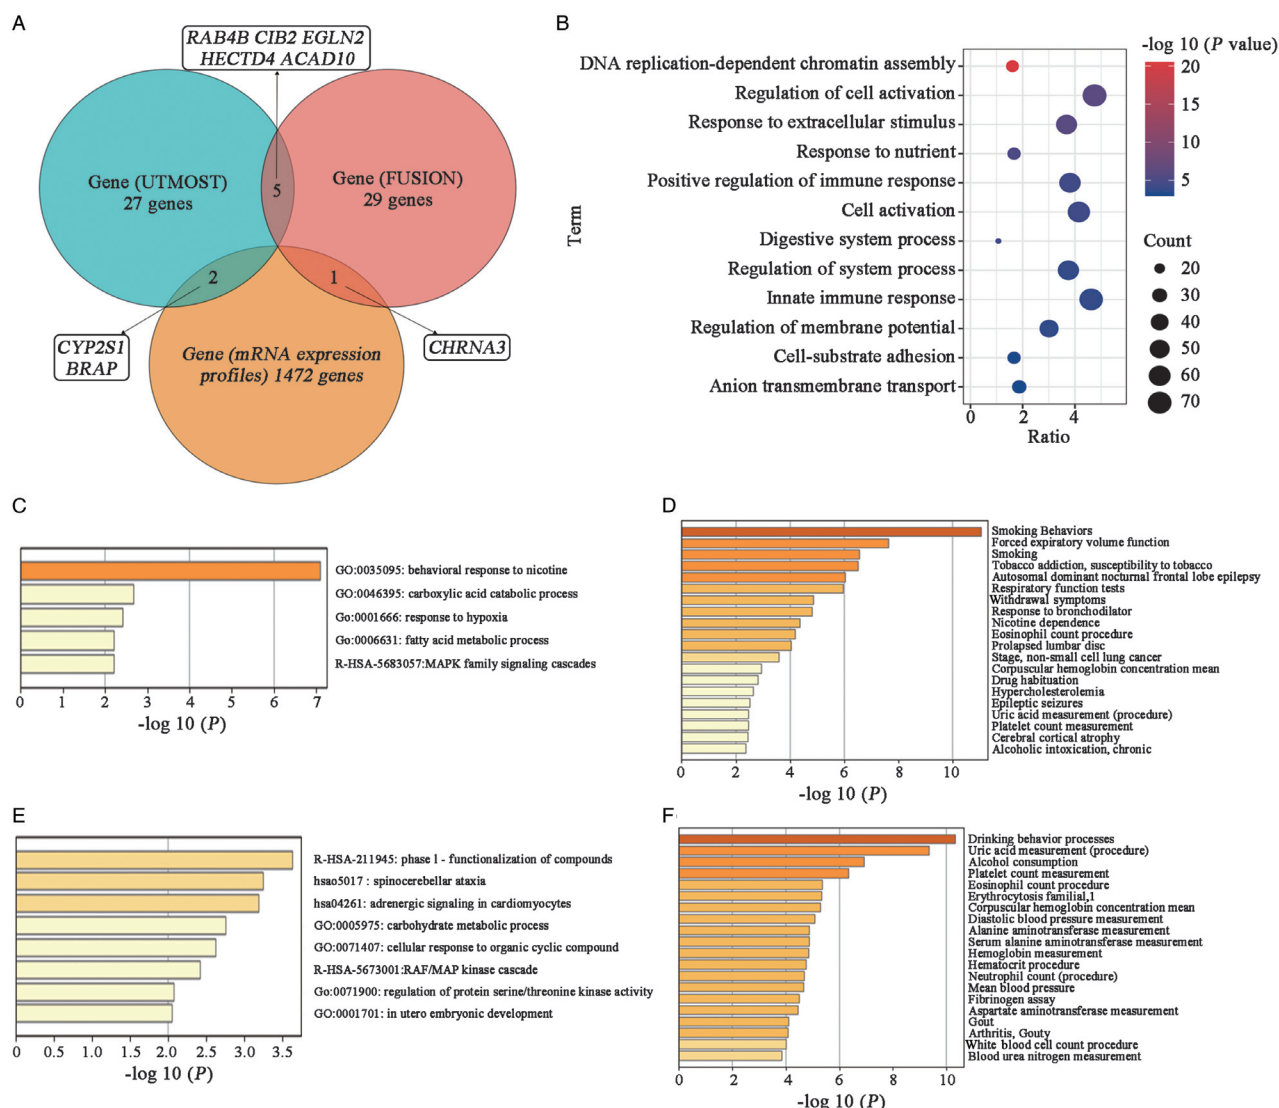 A
RAB4B CIB2 EGLN2
HECTD4 ACAD10
Gene (UTMOST)
27 genes
5
Gene (FUSION)
29 genes
2
1
CYP2S1
BRAP
CHRNA3
Gene (mRNA expression
profiles) 1472 genes
B
Term
DNA replication-dependent chromatin assembly
Regulation of cell activation
Response to extracellular stimulus
Response to nutrient
Positive regulation of immune response
Cell activation
Digestive system process
Regulation of system process
Innate immune response
Regulation of membrane potential
Cell-substrate adhesion
Anion transmembrane transport
0 2 4
Ratio
-log 10 (P value)
20
15
10
5
Count
20
30
40
50
60
70
C
GO:0035095: behavioral response to nicotine
GO:0046395: carboxylic acid catabolic process
Go:0001666: response to hypoxia
Go:0006631: fatty acid metabolic process
R-HSA-5683057:MAPK family signaling cascades
0 1 2 3 4 5 6 7
-log 10 (P)
D
Smoking Behaviors
Forced expiratory volume function
Smoking
Tobacco addiction, susceptibility to tobacco
Autosomal dominant nocturnal frontal lobe epilepsy
Respiratory function tests
Withdrawal symptoms
Response to bronchodilator
Nicotine dependence
Eosinophil count procedure
Prolapsed lumbar disc
Stage, non-small cell lung cancer
Corpuscular hemoglobin concentration mean
Drug habituation
Hypercholesterolemia
Epileptic seizures
Uric acid measurement (procedure)
Platelet count measurement
Cerebral cortical atrophy
Alcoholic intoxication, chronic
0 2 4 6 8 10
-log 10 (P)
E
R-HSA-211945: phase l - functionalization of compounds
hsao5017 : spinocerebellar ataxia
hsa04261: adrenergic signaling in cardiomyocytes
GO:0005975: carbohydrate metabolic process
GO:0071407: cellular response to organic cyclic compound
R-HSA-5673001:RAF/MAP kinase cascade
Go:0071900: regulation of protein serine/threonine kinase activity
GO:0001701: in utero embryonic development
0 0.5 1.0 1.5 2.0 2.5 3.0 3.5
-log 10 (P)
F
Drinking behavior processes
Uric acid measurement (procedure)
Alcohol consumption
Platelet count measurement
Eosinophil count procedure
Erythrocytosis familial,1
Corpuscular hemoglobin concentration mean
Diastolic blood pressure measurement
Alanine aminotransferase measurement
Serum alanine aminotransferase measurement
Hemoglobin measurement
Hematocrit procedure
Neutrophil count (procedure)
Mean blood pressure
Fibrinogen assay
Aspartate aminotransferase measurement
Gout
Arthritis, Gouty
White blood cell count procedure
Blood urea nitrogen measurement
0 2 4 6 8 10
-log 10 (P)